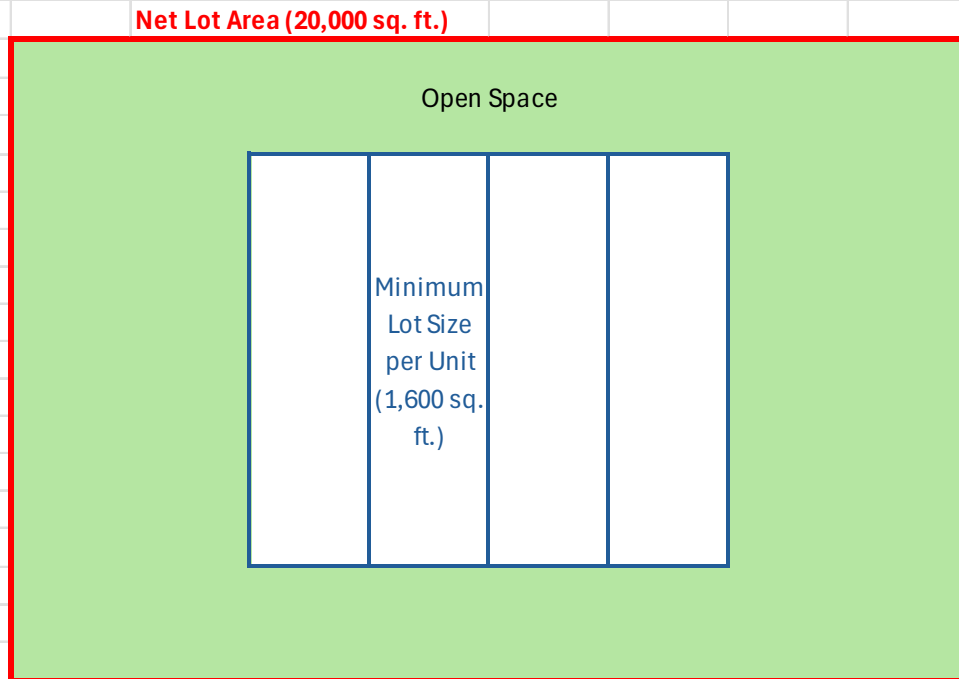 Net Lot Area (20,000 sq. ft.)
Open Space
Minimum
Lot Size
per Unit
(1,600 sq.
ft.)